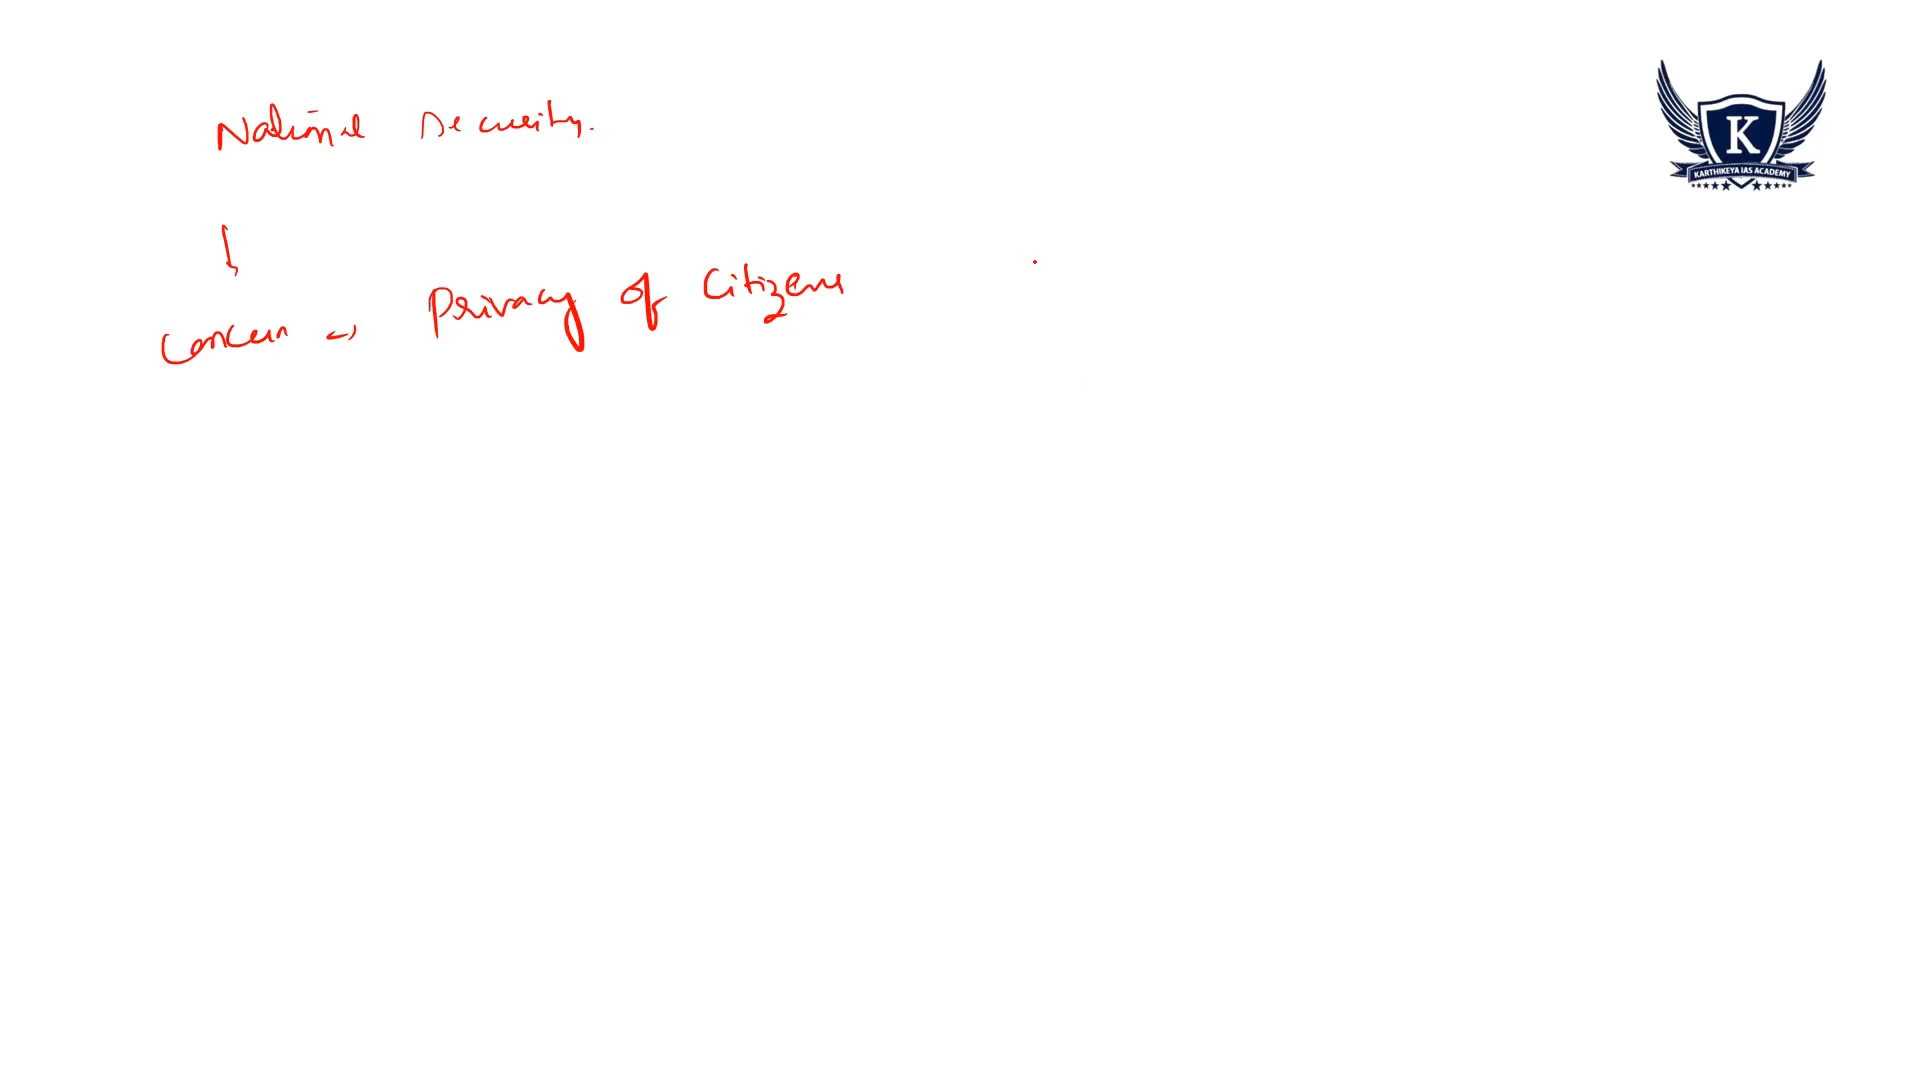 National Security.
Concern → Privacy of Citizens
K
KARTHIKEYA IAS ACADEMY